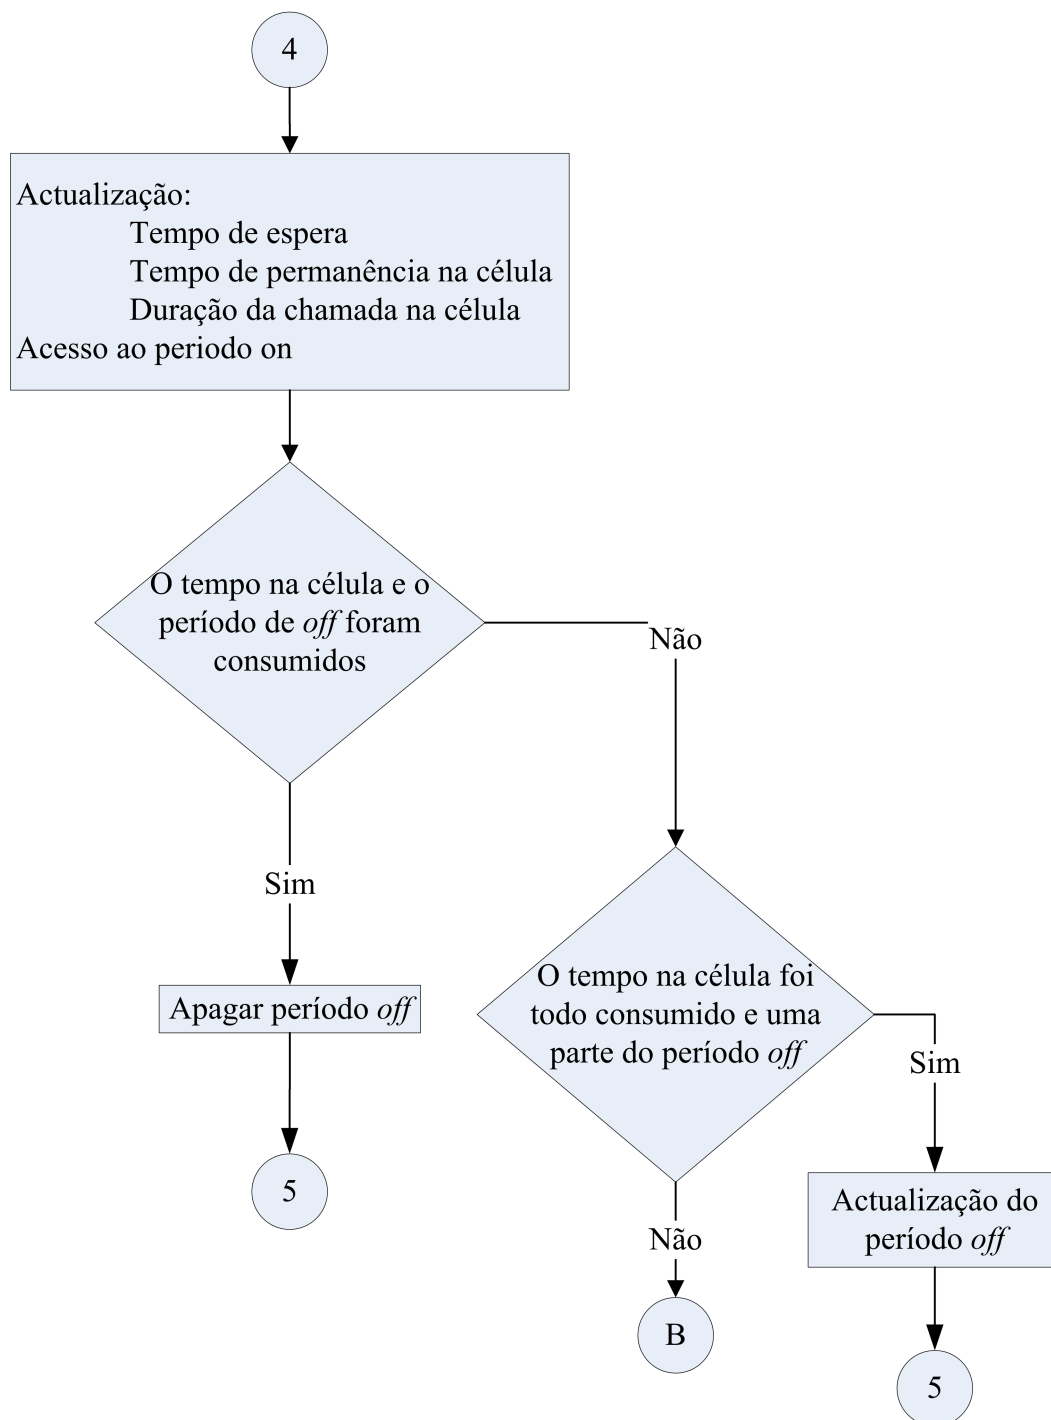 4
Actualização:
Tempo de espera
Tempo de permanência na célula
Duração da chamada na célula
Acesso ao periodo on
O tempo na célula e o
período de off foram
consumidos
Não
Sim
Apagar período off
5
O tempo na célula foi
todo consumido e uma
parte do período off
Sim
Actualização do
período off
5
Não
B